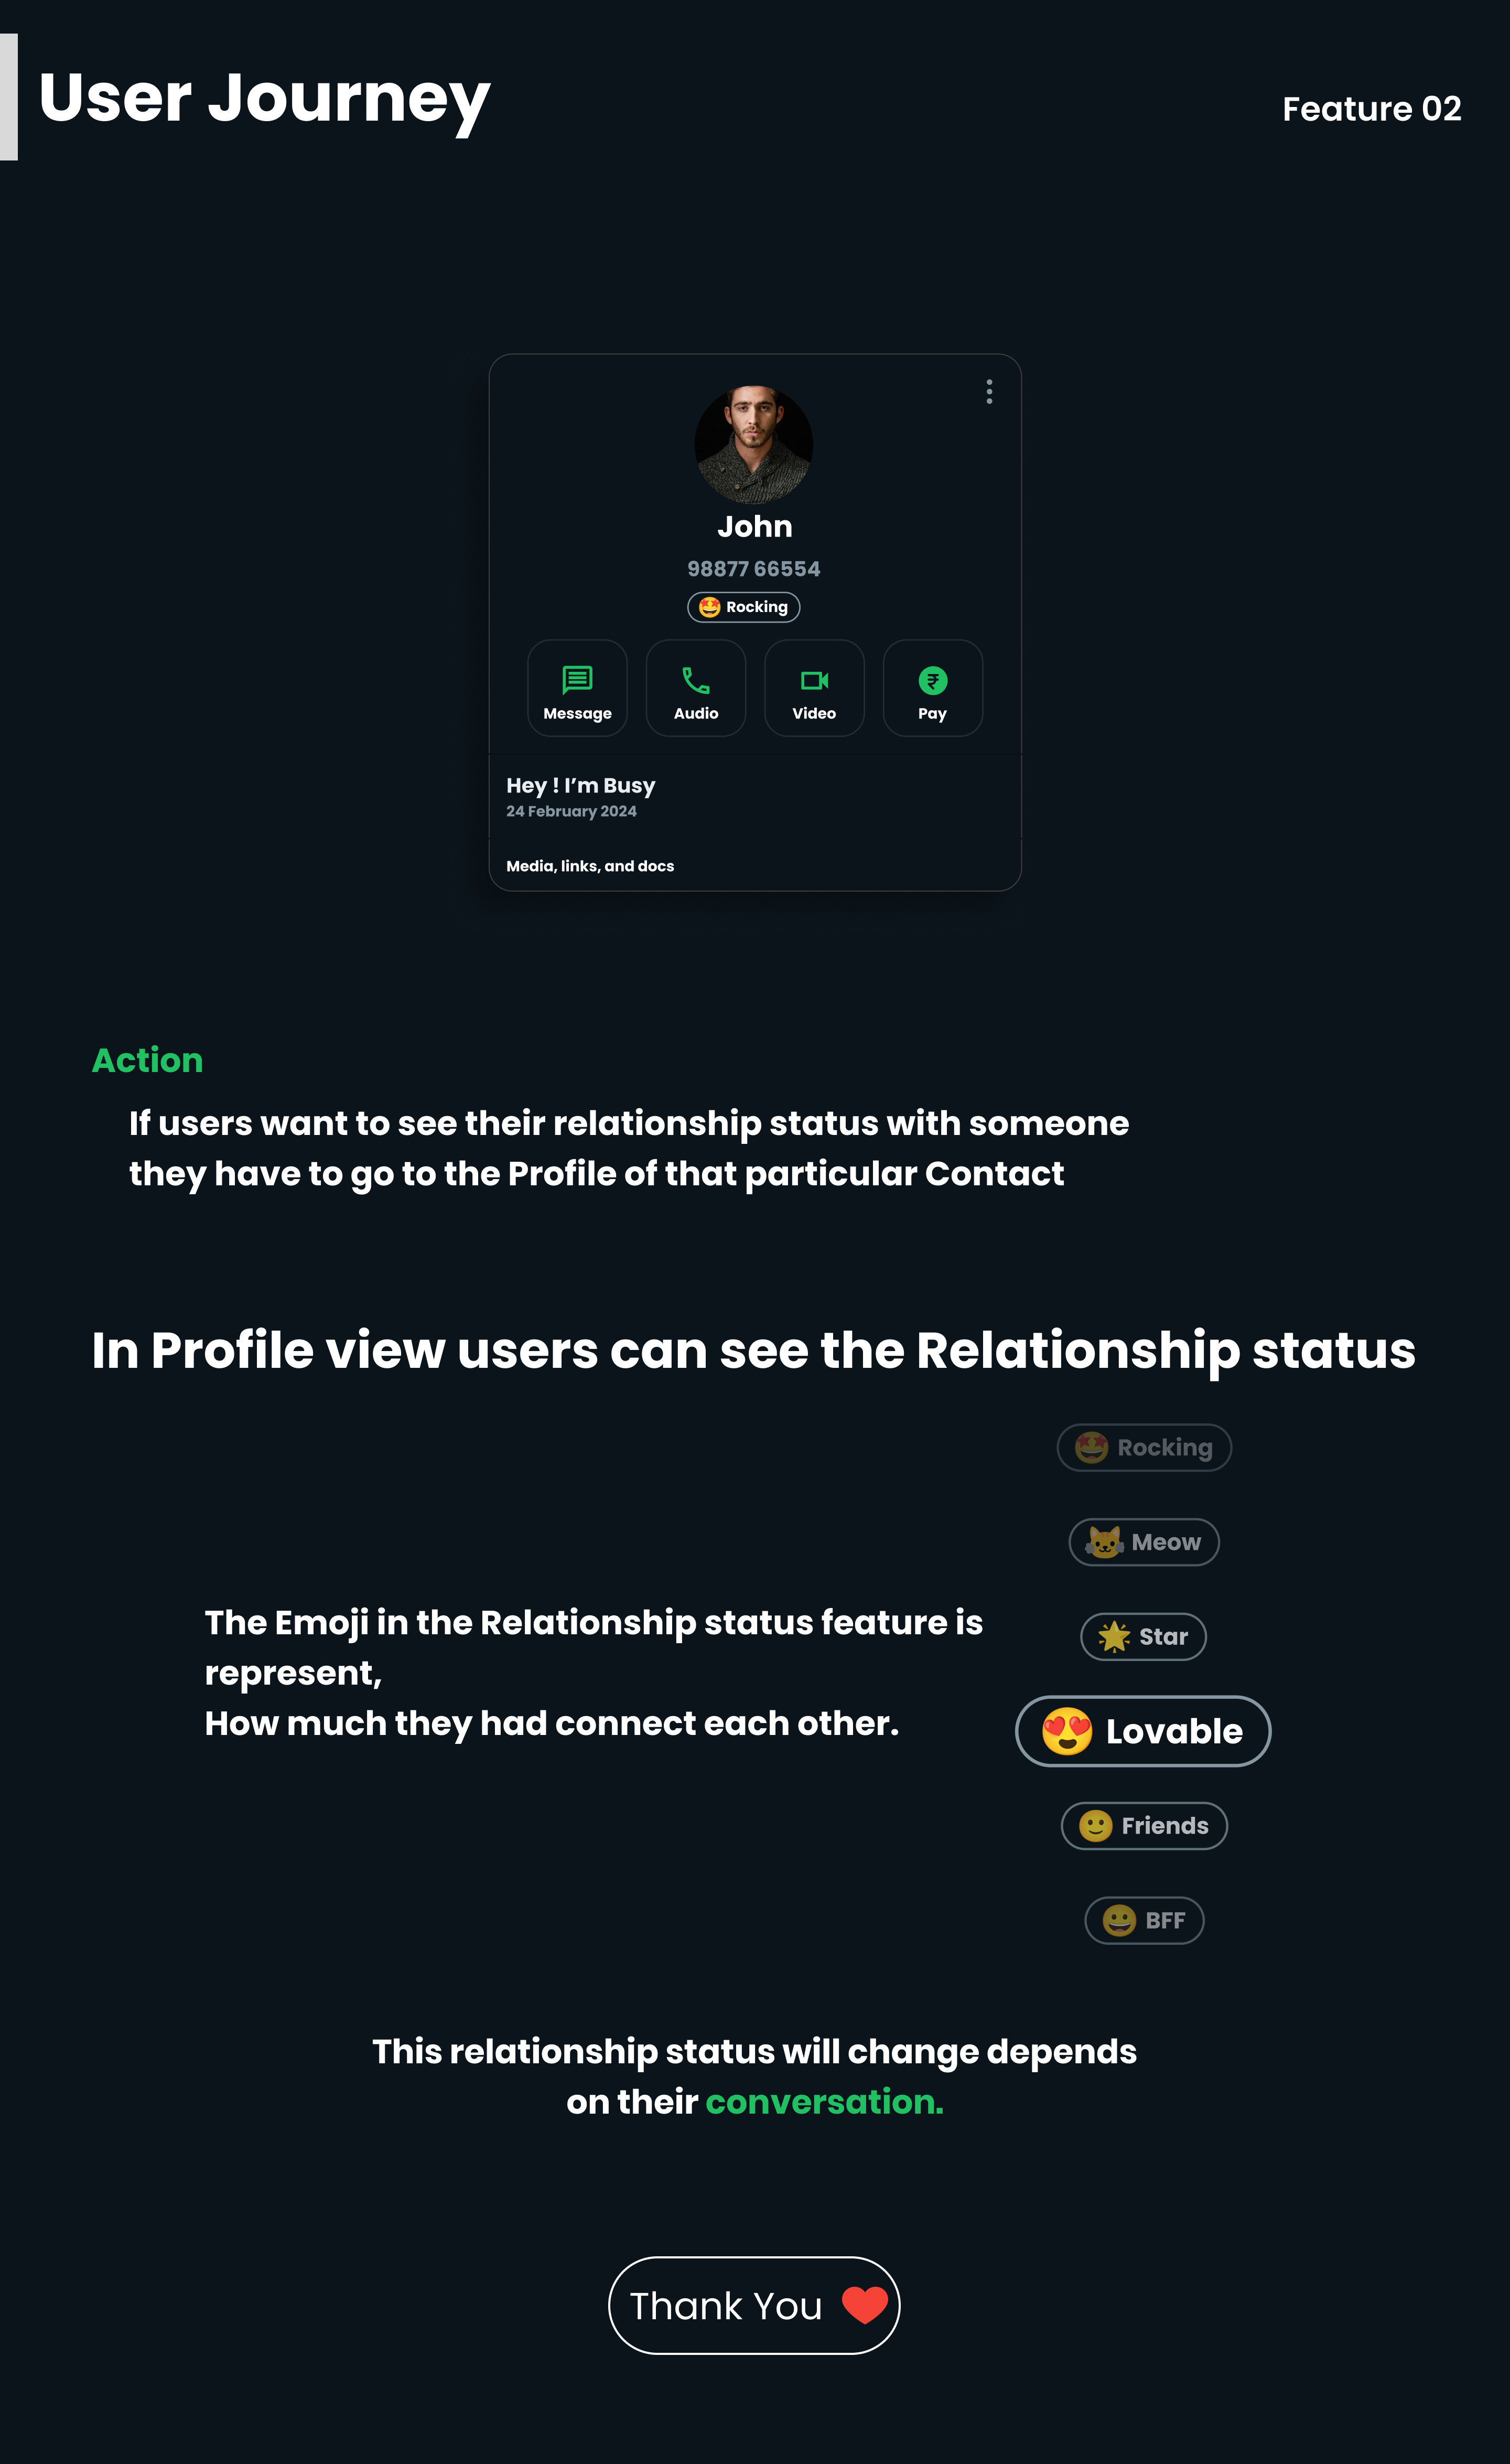 User Journey
Feature 02
John
98877 66554
🤩 Rocking
Message
Audio
Video
Pay
Hey ! I’m Busy
24 February 2024
Media, links, and docs
Action
If users want to see their relationship status with someone
they have to go to the Profile of that particular Contact
In Profile view users can see the Relationship status
The Emoji in the Relationship status feature is
represent,
How much they had connect each other.
🤩 Rocking
😺 Meow
🌟 Star
😍 Lovable
🙂 Friends
😀 BFF
This relationship status will change depends
on their conversation.
Thank You ❤️